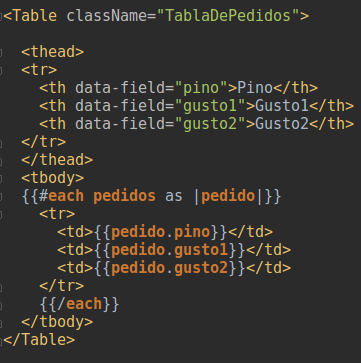 <Table className="TablaDePedidos">
<thead>
<tr>
<th data-field="pino">Pino</th>
<th data-field="gusto1">Gusto1</th>
<th data-field="gusto2">Gusto2</th>
</tr>
</thead>
<tbody>
{{#each pedidos as |pedido|}}
<tr>
<td>{{pedido.pino}}</td>
<td>{{pedido.gusto1}}</td>
<td>{{pedido.gusto2}}</td>
</tr>
{{/each}}
</tbody>
</Table>